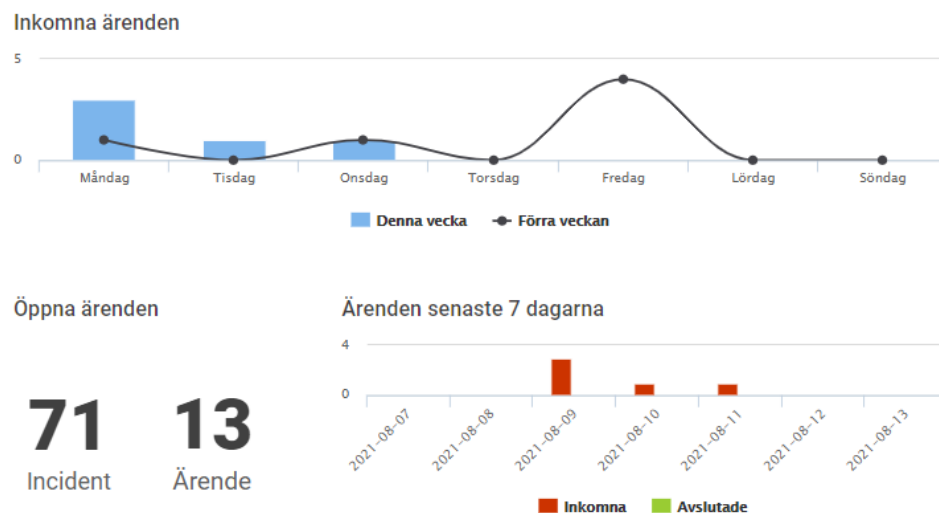 Inkomna ärenden
5
0
Måndag Tisdag Onsdag Torsdag Fredag Lördag Söndag
Denna vecka Förra veckan
Öppna ärenden
71 13
Incident Ärende
Ärenden senaste 7 dagarna
4
0
2021-08-07 2021-08-08 2021-08-09 2021-08-10 2021-08-11 2021-08-12 2021-08-13
Inkomna Avslutade